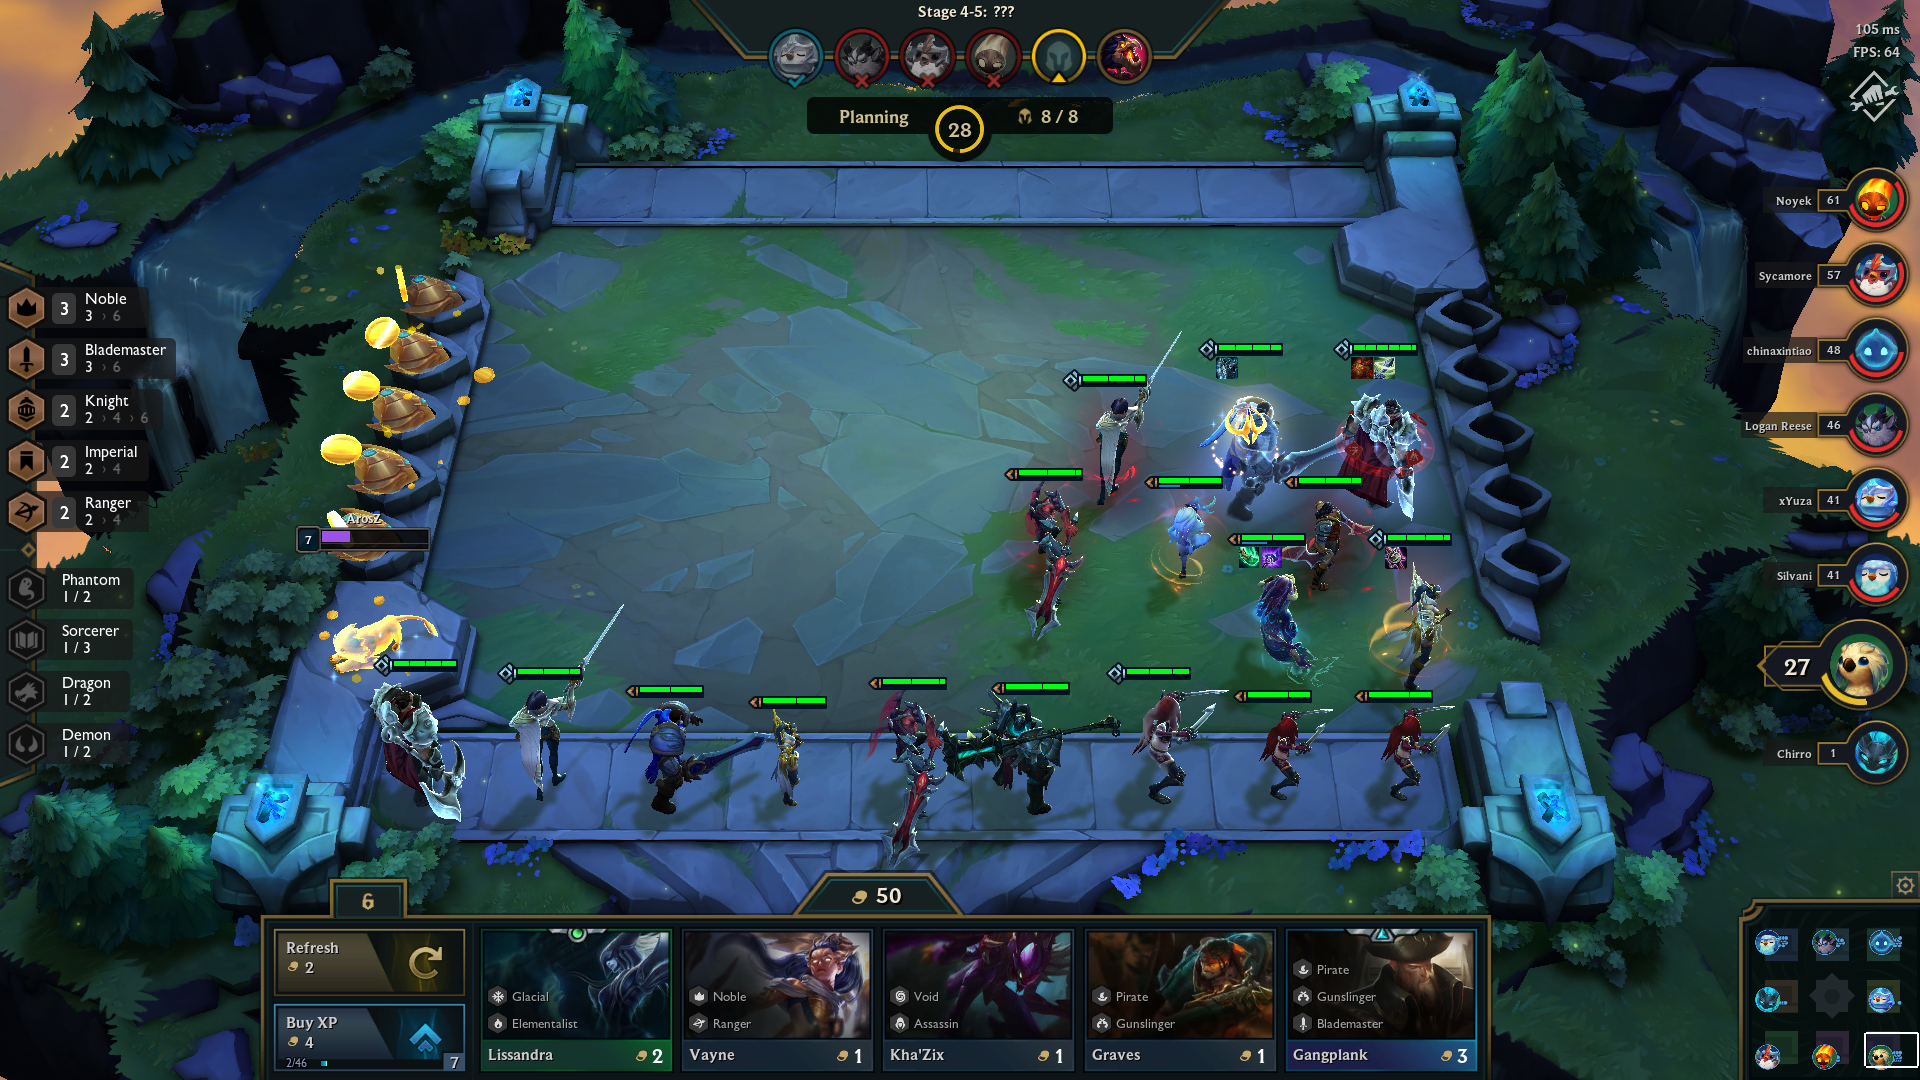 Stage 4-5: ???
105 ms
FPS: 64
Planning
28
8 / 8
Noyek 61
Sycamore 57
chinaxintiao 48
Logan Reese 46
xYuza 41
Silvani 41
27
Chirro 1
3 Noble
3 › 6
3 Blademaster
3 › 6
2 Knight
2 › 4 › 6
2 Imperial
2 › 4
2 Ranger
2 › 4
Phantom
1 / 2
Sorcerer
1 / 3
Dragon
1 / 2
Demon
1 / 2
ArosZ
7
6
50
Refresh
2
Buy XP
4
2/46
7
Glacial
Elementalist
Lissandra 2
Noble
Ranger
Vayne 1
Void
Assassin
Kha'Zix 1
Pirate
Gunslinger
Graves 1
Pirate
Gunslinger
Blademaster
Gangplank 3